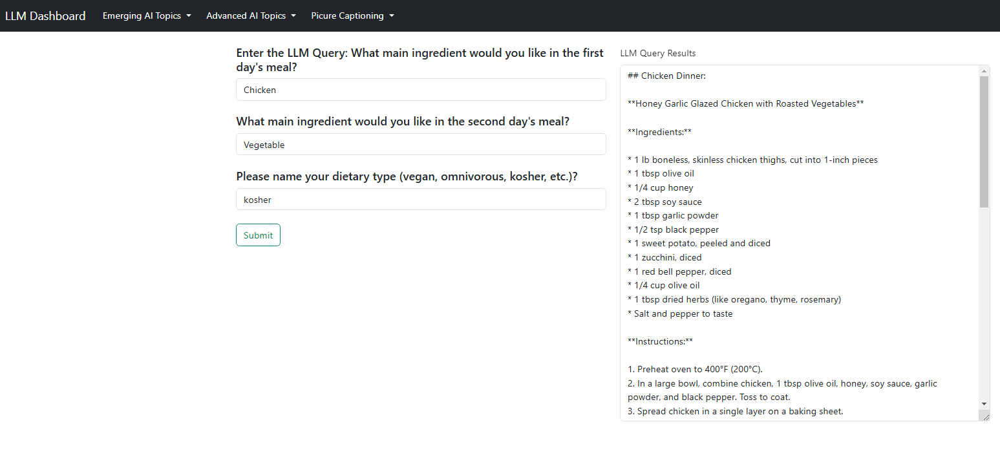 LLM Dashboard Emerging AI Topics Advanced AI Topics Picure Captioning
Enter the LLM Query: What main ingredient would you like in the first
day's meal?
Chicken
What main ingredient would you like in the second day's meal?
Vegetable
Please name your dietary type (vegan, omnivorous, kosher, etc.)?
kosher
Submit
LLM Query Results
## Chicken Dinner:
**Honey Garlic Glazed Chicken with Roasted Vegetables**
**Ingredients:**
* 1 lb boneless, skinless chicken thighs, cut into 1-inch pieces
* 1 tbsp olive oil
* 1/4 cup honey
* 2 tbsp soy sauce
* 1 tbsp garlic powder
* 1/2 tsp black pepper
* 1 sweet potato, peeled and diced
* 1 zucchini, diced
* 1 red bell pepper, diced
* 1/4 cup olive oil
* 1 tbsp dried herbs (like oregano, thyme, rosemary)
* Salt and pepper to taste
**Instructions:**
1. Preheat oven to 400°F (200°C).
2. In a large bowl, combine chicken, 1 tbsp olive oil, honey, soy sauce, garlic
powder, and black pepper. Toss to coat.
3. Spread chicken in a single layer on a baking sheet.